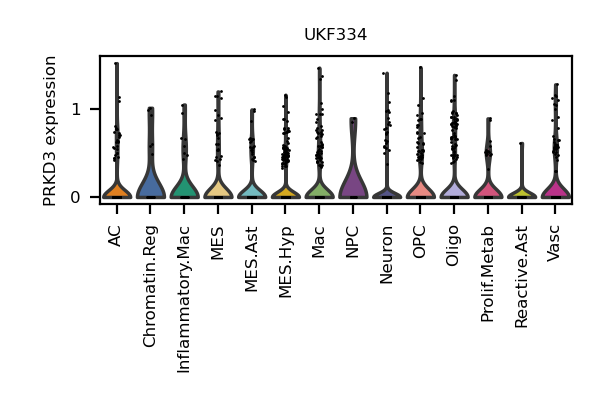 UKF334
PRKD3 expression
1
0
AC
Chromatin.Reg
Inflammatory.Mac
MES
MES.Ast
MES.Hyp
Mac
NPC
Neuron
OPC
Oligo
Prolif.Metab
Reactive.Ast
Vasc